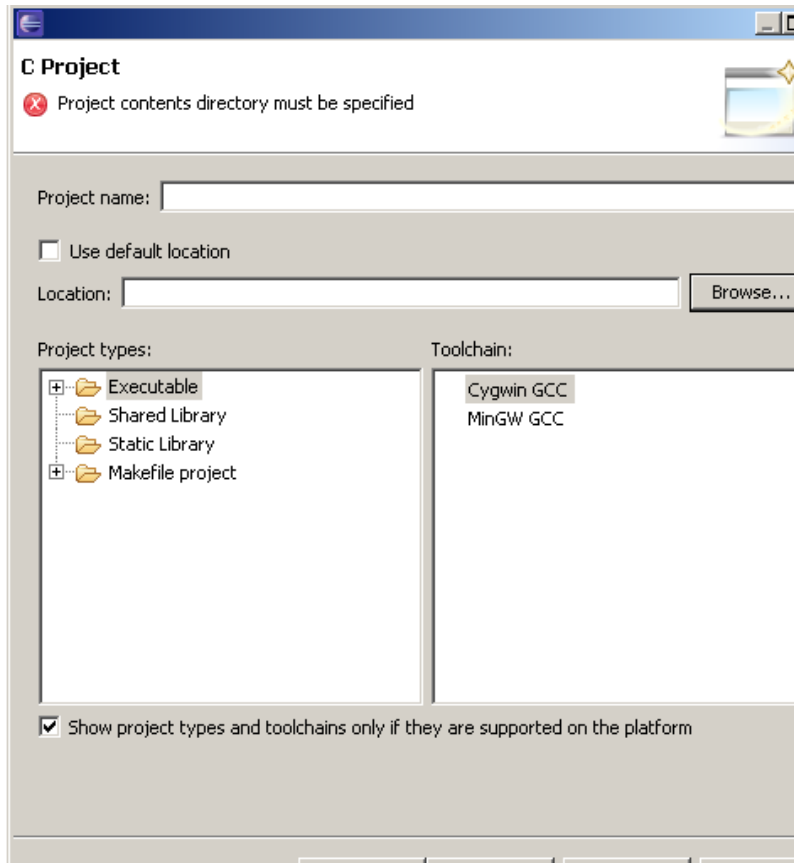 C Project
Project contents directory must be specified
Project name:
Use default location
Location:
Browse...
Project types:
Toolchain:
Executable
Shared Library
Static Library
Makefile project
Cygwin GCC
MinGW GCC
Show project types and toolchains only if they are supported on the platform